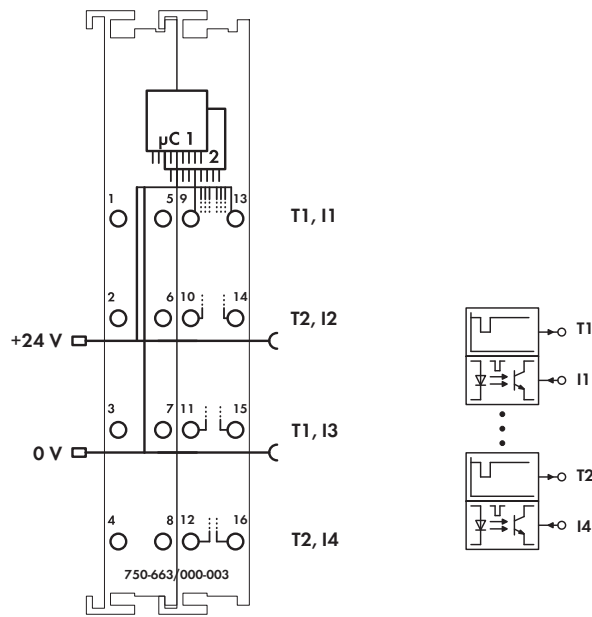 µC 1
2
1 5 9 13
T1, I1
2 6 10 14
T2, I2
+24 V
3 7 11 15
T1, I3
0 V
4 8 12 16
T2, I4
750-663/000-003
T1
I1
T2
I4